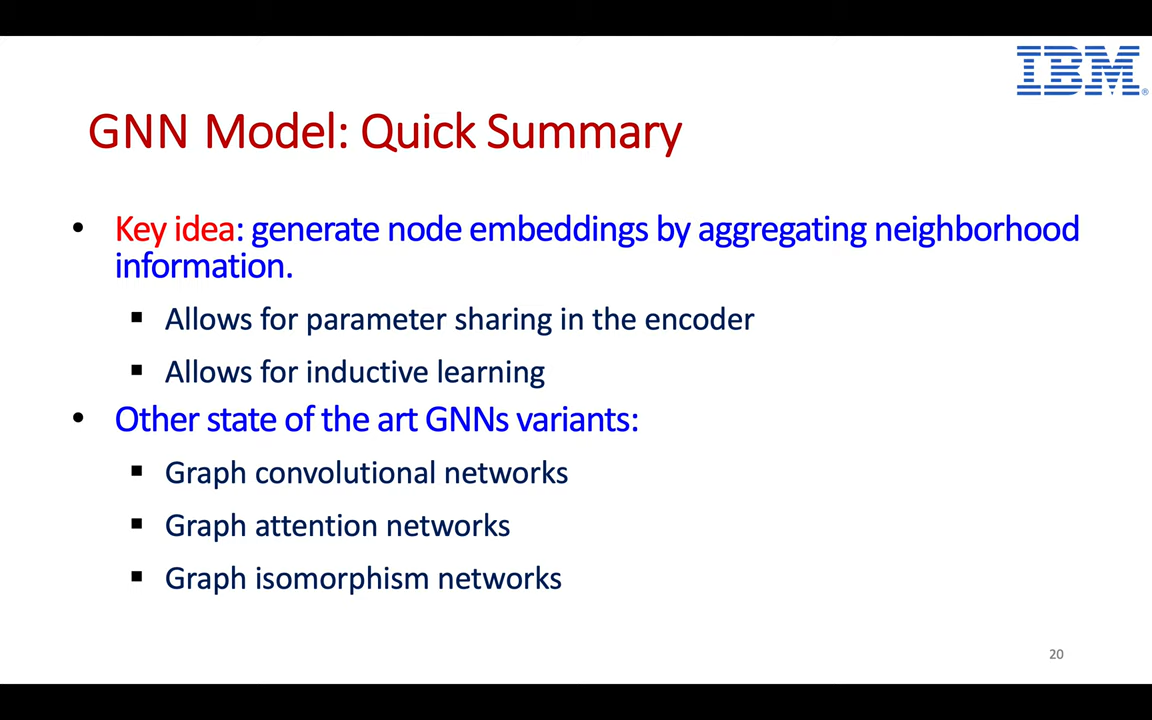 IBM®
GNN Model: Quick Summary
• Key idea: generate node embeddings by aggregating neighborhood
information.
▪ Allows for parameter sharing in the encoder
▪ Allows for inductive learning
• Other state of the art GNNs variants:
▪ Graph convolutional networks
▪ Graph attention networks
▪ Graph isomorphism networks
20